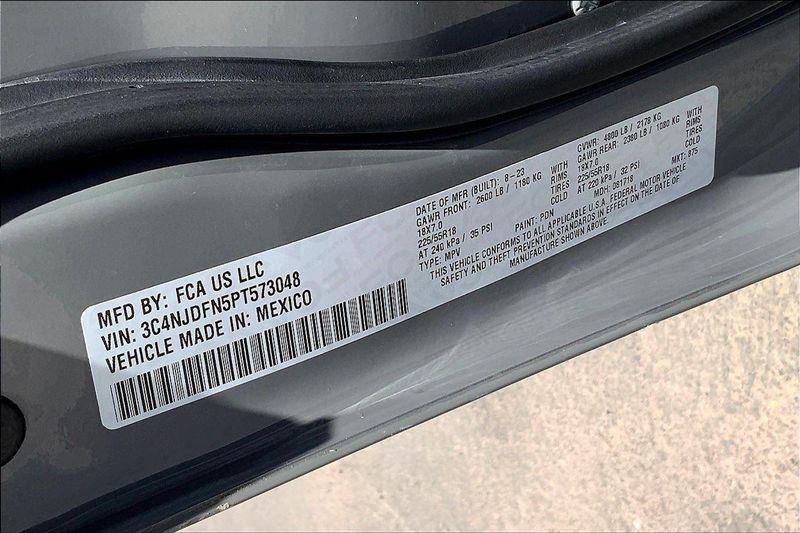 MFD BY: FCA US LLC
VIN: 3C4NJDFN5PT573048
VEHICLE MADE IN: MEXICO
DATE OF MFR (BUILT): 8-23 GVWR: 4800 LB / 2178 KG
GAWR FRONT: 2600 LB / 1180 KG WITH GAWR REAR: 2380 LB / 1080 KG WITH
18X7.0 RIMS 18X7.0 RIMS
225/55R18 TIRES 225/55R18 TIRES
AT 240 kPa / 35 PSI COLD AT 220 kPa / 32 PSI COLD
TYPE: MPV PAINT: PDN MDH: 081718 MKT: 875
THIS VEHICLE CONFORMS TO ALL APPLICABLE U.S.A. FEDERAL MOTOR VEHICLE
SAFETY AND THEFT PREVENTION STANDARDS IN EFFECT ON THE DATE OF
MANUFACTURE SHOWN ABOVE.